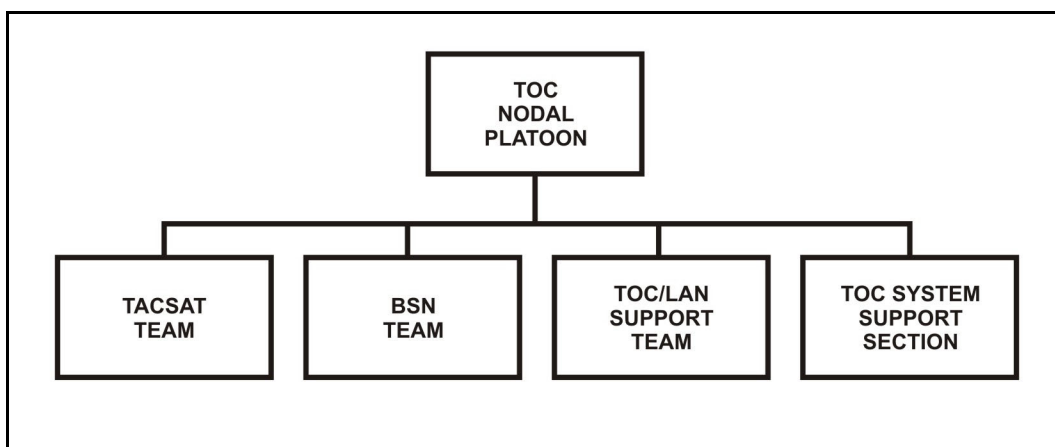 TOC
NODAL
PLATOON
TACSAT
TEAM
BSN
TEAM
TOC/LAN
SUPPORT
TEAM
TOC SYSTEM
SUPPORT
SECTION